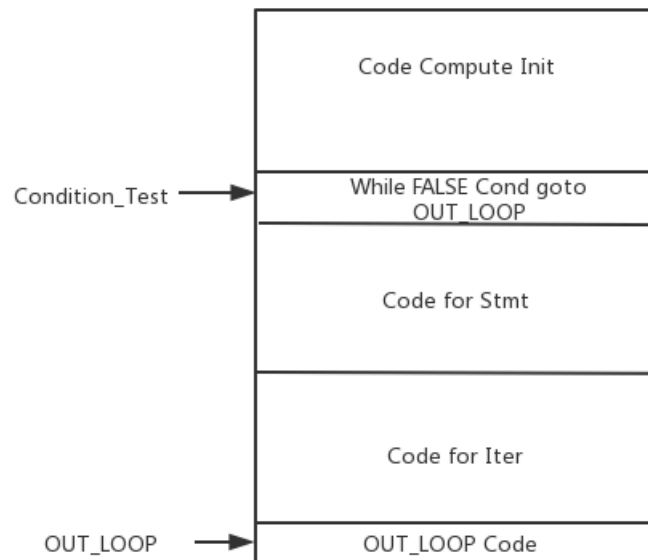 Code Compute Init
Condition_Test
While FALSE Cond goto
OUT_LOOP
Code for Stmt
Code for Iter
OUT_LOOP
OUT_LOOP Code